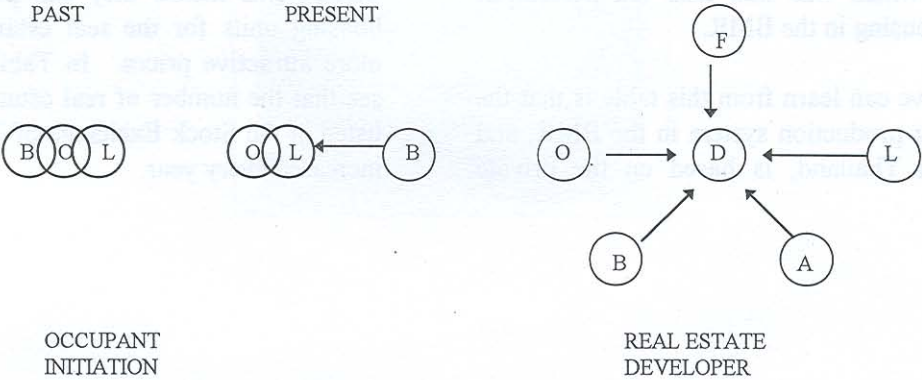 PAST PRESENT
F
B O L O L B O D L
B A
OCCUPANT REAL ESTATE
INITIATION DEVELOPER